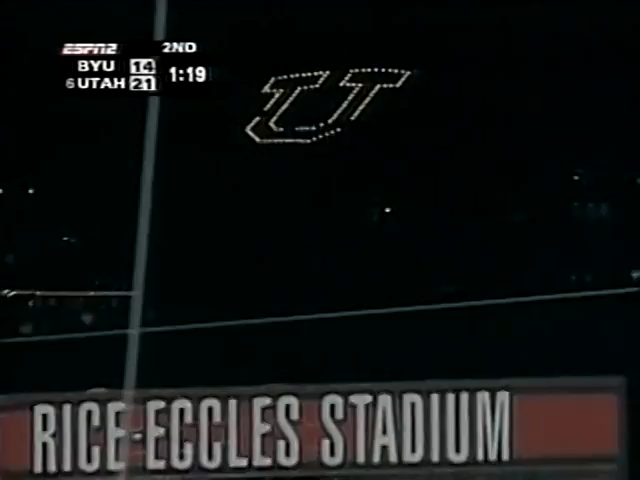 ESPN2 2ND
BYU 14
6 UTAH 21 1:19
U
RICE-ECCLES STADIUM